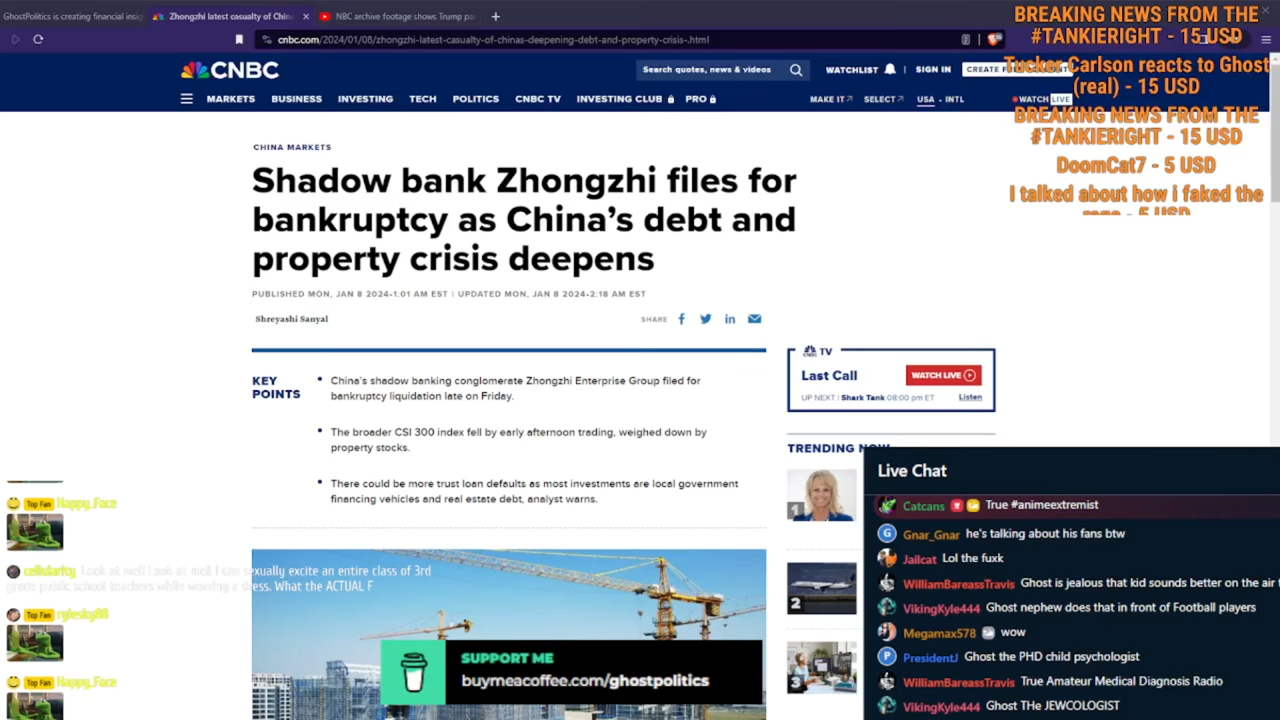 GhostPolitics is creating financial insig
Zhongzhi latest casualty of Chin
NBC archive footage shows Trump pa
cnbc.com/2024/01/08/zhongzhi-latest-casualty-of-chinas-deepening-debt-and-property-crisis-.html
BREAKING NEWS FROM THE
#TANKIERIGHT - 15 USD
Tucker Carlson reacts to Ghost
(real) - 15 USD
BREAKING NEWS FROM THE
#TANKIERIGHT - 15 USD
DoomCat7 - 5 USD
I talked about how i faked the
CNBC
Search quotes, news & videos
WATCHLIST
SIGN IN
CREATE
MARKETS
BUSINESS
INVESTING
TECH
POLITICS
CNBC TV
INVESTING CLUB
PRO
MAKE IT
SELECT
USA • INTL
WATCH LIVE
CHINA MARKETS
Shadow bank Zhongzhi files for
bankruptcy as China's debt and
property crisis deepens
PUBLISHED MON, JAN 8 2024•1:01 AM EST | UPDATED MON, JAN 8 2024•2:18 AM EST
Shreyashi Sanyal
SHARE
KEY
POINTS
China's shadow banking conglomerate Zhongzhi Enterprise Group filed for
bankruptcy liquidation late on Friday.
The broader CSI 300 index fell by early afternoon trading, weighed down by
property stocks.
There could be more trust loan defaults as most investments are local government
financing vehicles and real estate debt, analyst warns.
CNBC TV
Last Call
WATCH LIVE
UP NEXT | Shark Tank 08:00 pm ET
Listen
TRENDING NOW
1
2
3
Top Fan Happy_Face
cellularfey Look at me!! Look at me!! I can sexually excite an entire class of 3rd
grade public school teachers while wearing a dress. What the ACTUAL F
Top Fan
Top Fan Happy_Face
SUPPORT ME
buymeacoffee.com/ghostpolitics
Live Chat
Catcans True #animeextremist
G Gnar_Gnar he's talking about his fans btw
Jailcat Lol the fuxk
WilliamBareassTravis Ghost is jealous that kid sounds better on the air t
VikingKyle444 Ghost nephew does that in front of Football players
Megamax578 wow
P PresidentJ Ghost the PHD child psychologist
WilliamBareassTravis True Amateur Medical Diagnosis Radio
VikingKyle444 Ghost THe JEWCOLOGIST